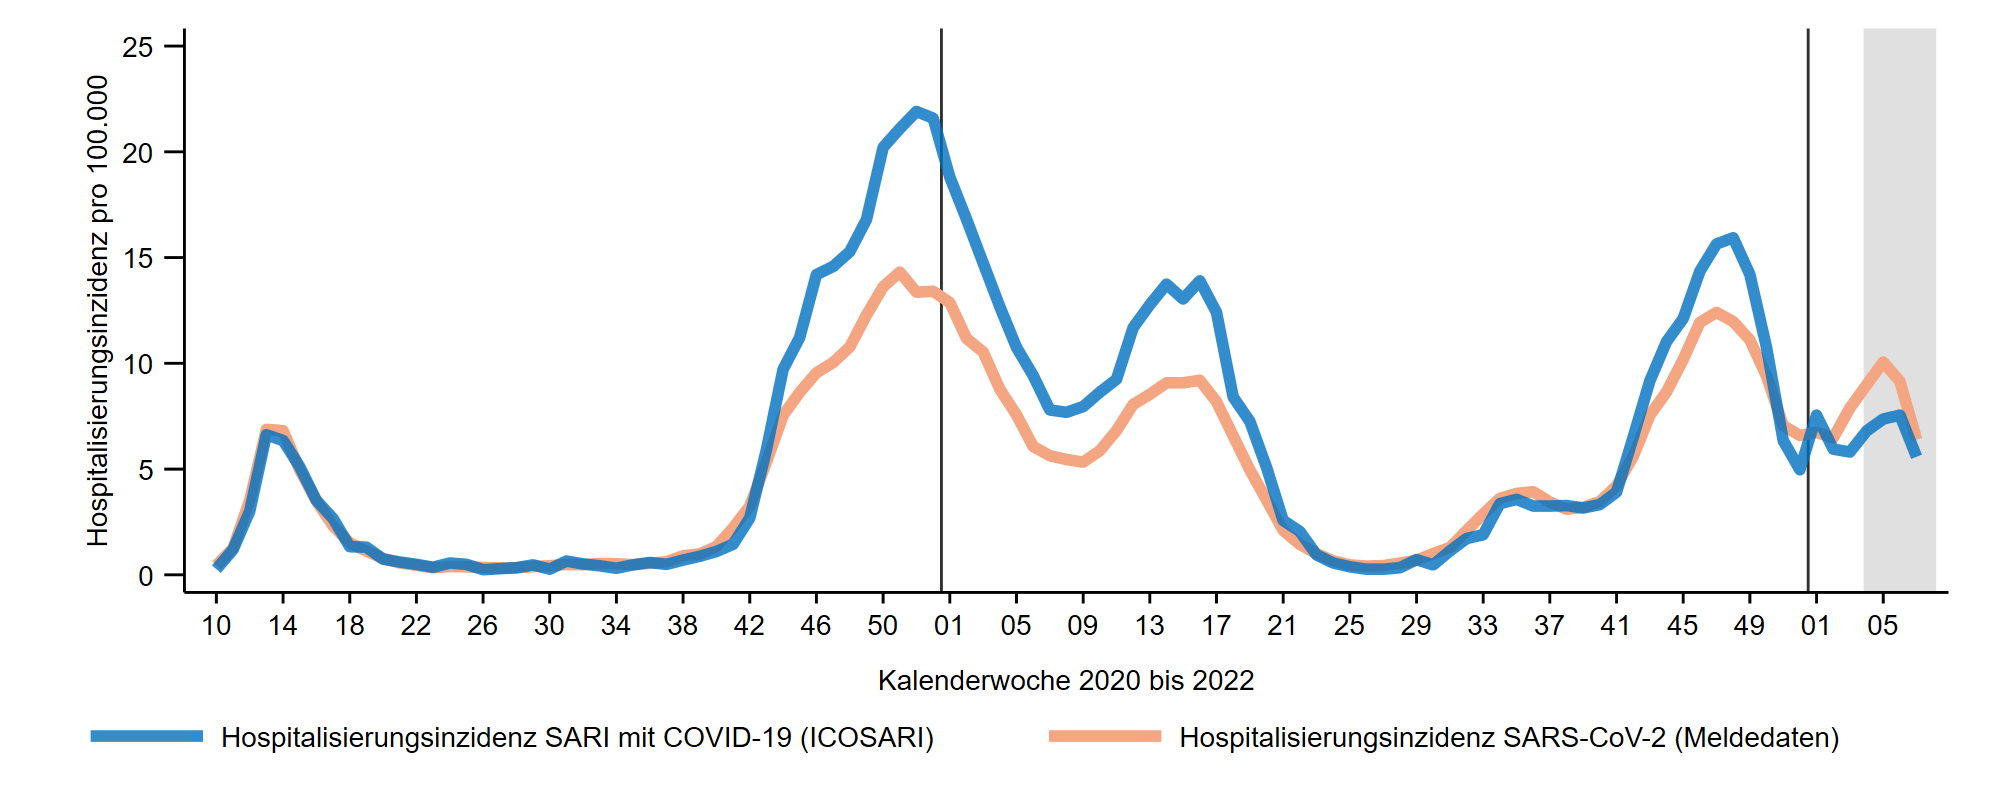 Hospitalisierungsinzidenz pro 100.000
25
20
15
10
5
0
10 14 18 22 26 30 34 38 42 46 50 01 05 09 13 17 21 25 29 33 37 41 45 49 01 05
Kalenderwoche 2020 bis 2022
Hospitalisierungsinzidenz SARI mit COVID-19 (ICOSARI) Hospitalisierungsinzidenz SARS-CoV-2 (Meldedaten)